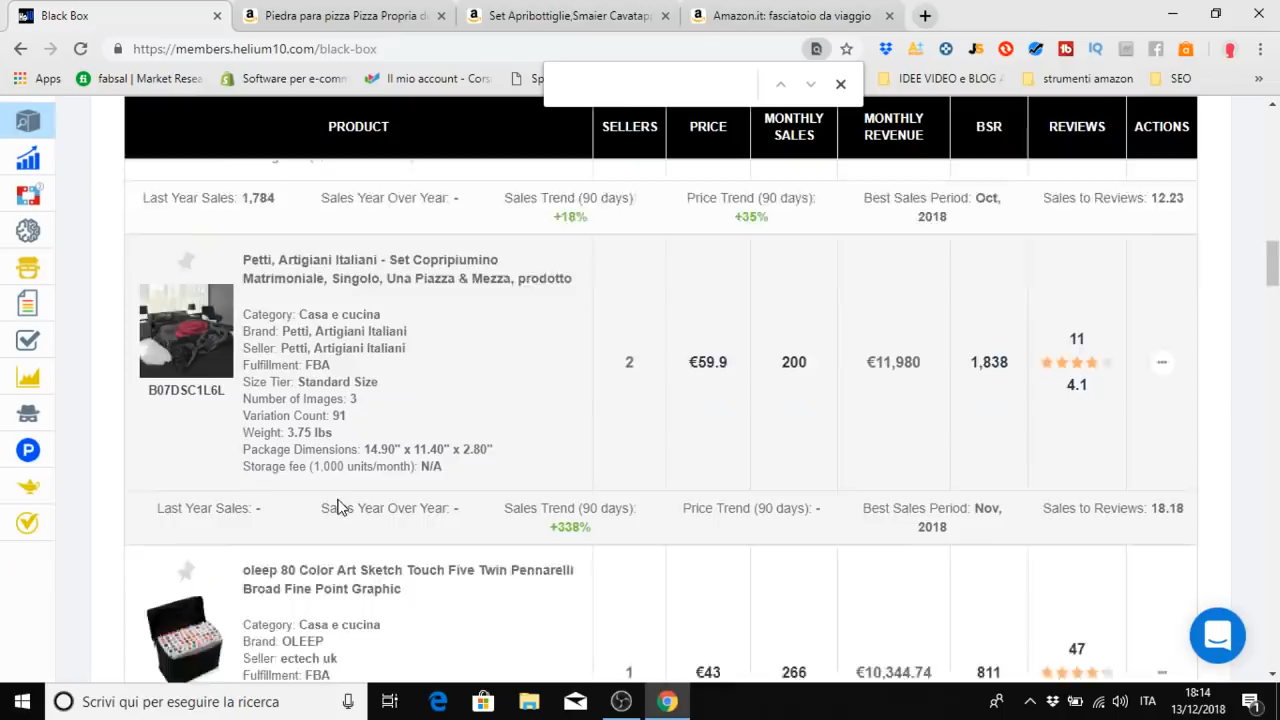 Black Box
Piedra para pizza Pizza Propria d
Set Apribottiglie,Smaier Cavatap
Amazon.it: fasciatoio da viaggio
https://members.helium10.com/black-box
Apps
fabsal | Market Resea
Software per e-comm
Il mio account - Cors
Sp
IDEE VIDEO e BLOG A
strumenti amazon
SEO
PRODUCT
SELLERS
PRICE
MONTHLY
SALES
MONTHLY
REVENUE
BSR
REVIEWS
ACTIONS
Last Year Sales: 1,784
Sales Year Over Year: -
Sales Trend (90 days):
+18%
Price Trend (90 days):
+35%
Best Sales Period: Oct,
2018
Sales to Reviews: 12.23
Petti, Artigiani Italiani - Set Copripiumino
Matrimoniale, Singolo, Una Piazza & Mezza, prodotto
Category: Casa e cucina
Brand: Petti, Artigiani Italiani
Seller: Petti, Artigiani Italiani
Fulfillment: FBA
Size Tier: Standard Size
Number of Images: 3
Variation Count: 91
Weight: 3.75 lbs
Package Dimensions: 14.90" x 11.40" x 2.80"
Storage fee (1,000 units/month): N/A
B07DSC1L6L
2
€59.9
200
€11,980
1,838
11
4.1
Last Year Sales: -
Sales Year Over Year: -
Sales Trend (90 days):
+338%
Price Trend (90 days): -
Best Sales Period: Nov,
2018
Sales to Reviews: 18.18
oleep 80 Color Art Sketch Touch Five Twin Pennarelli
Broad Fine Point Graphic
Category: Casa e cucina
Brand: OLEEP
Seller: ectech uk
Fulfillment: FBA
1
€43
266
€10,344.74
811
47
Scrivi qui per eseguire la ricerca
ITA
18:14
13/12/2018